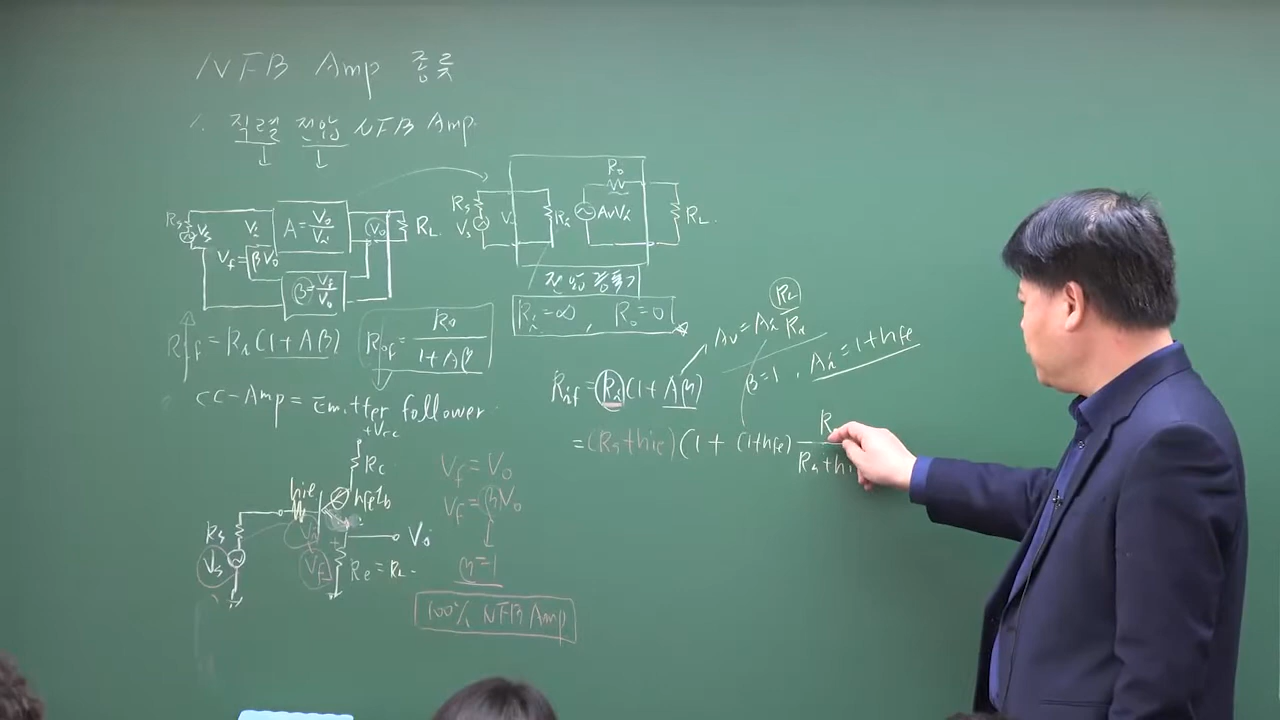 NFB Amp 종류
1. 직렬 전압 NFB Amp
Rs Vs Vi A = Vo/Vi Vo RL
Vf = βVo
β = Vf/Vo
Rs Vs Vi Ri Ro AvVi RL
전압증폭기
Ri = ∞ , Ro = 0
Rif = Ri(1 + Aβ)
Rof = Ro/(1 + Aβ)
CC-Amp = Emitter follower
+Vcc
Rc
hie hfeIb
Rs Vs Vi Vf Vo
Re = RL
Vf = Vo
Vf = βVo
β = 1
100% NFB Amp
Av = Ai RL/Ri
β = 1 , Ai = 1 + hfe
Rif = Ri(1 + Aβ)
= (Rs + hie)(1 + (1 + hfe) R / Rs + hi